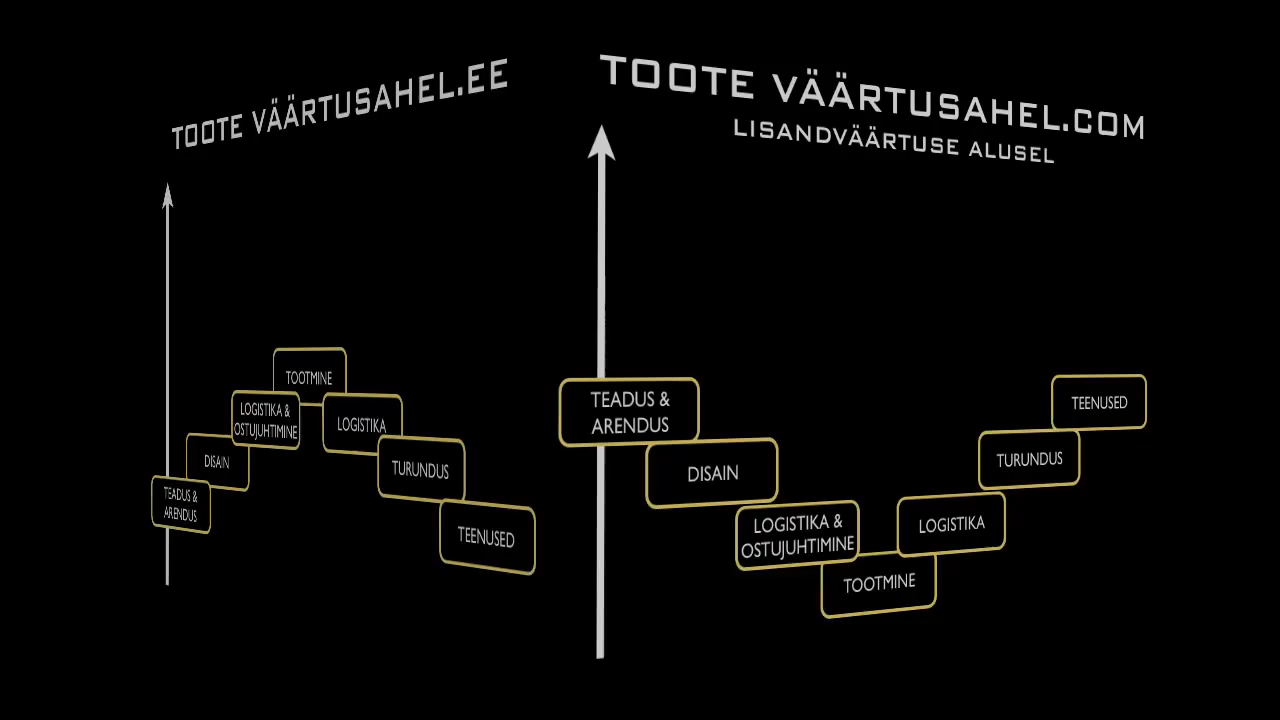 TOOTE VÄÄRTUSAHEL.EE
TOOTMINE
LOGISTIKA &
OSTUJUHTIMINE
LOGISTIKA
DISAIN
TURUNDUS
TEADUS &
ARENDUS
TEENUSED
TOOTE VÄÄRTUSAHEL.COM
LISANDVÄÄRTUSE ALUSEL
TEADUS &
ARENDUS
TEENUSED
DISAIN
TURUNDUS
LOGISTIKA &
OSTUJUHTIMINE
LOGISTIKA
TOOTMINE